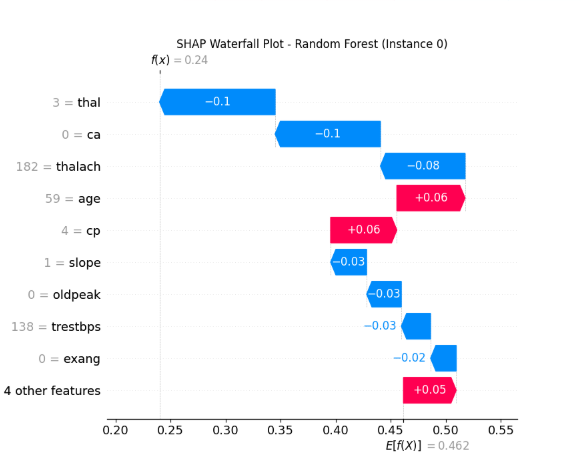 SHAP Waterfall Plot - Random Forest (Instance 0)
f(x) = 0.24
3 = thal
−0.1
0 = ca
−0.1
182 = thalach
−0.08
59 = age
+0.06
4 = cp
+0.06
1 = slope
−0.03
0 = oldpeak
−0.03
138 = trestbps
−0.03
0 = exang
−0.02
4 other features
+0.05
0.20 0.25 0.30 0.35 0.40 0.45 0.50 0.55
E[f(X)] = 0.462